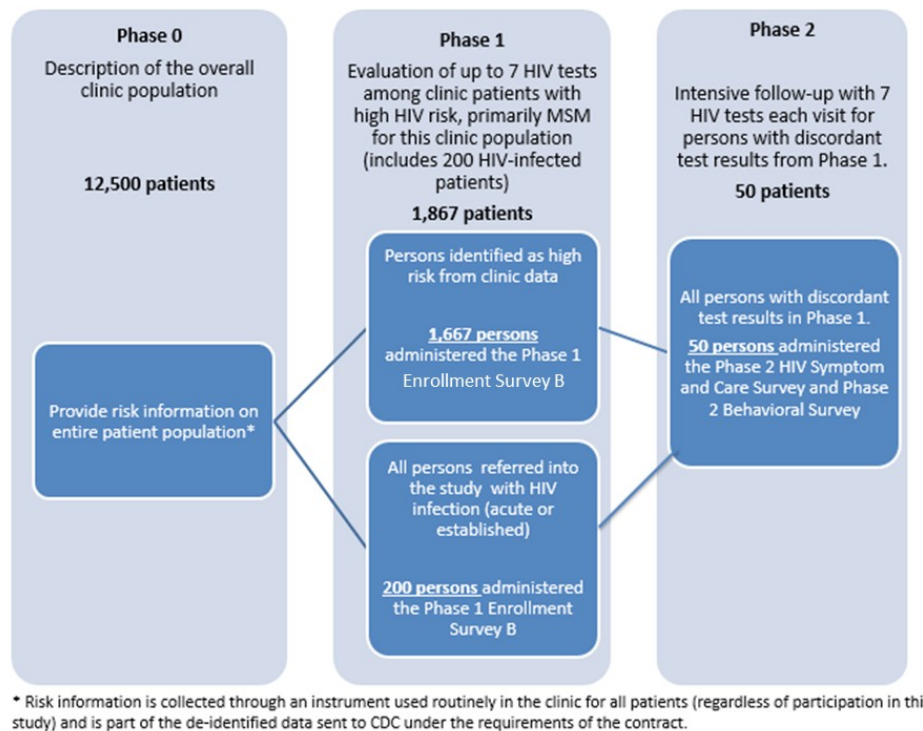 Phase 0
Description of the overall
clinic population
12,500 patients
Provide risk information on
entire patient population*
Phase 1
Evaluation of up to 7 HIV tests
among clinic patients with
high HIV risk, primarily MSM
for this clinic population
(includes 200 HIV-infected
patients)
1,867 patients
Persons identified as high
risk from clinic data
1,667 persons
administered the Phase 1
Enrollment Survey B
All persons referred into
the study with HIV
infection (acute or
established)
200 persons administered
the Phase 1 Enrollment
Survey B
Phase 2
Intensive follow-up with 7
HIV tests each visit for
persons with discordant
test results from Phase 1.
50 patients
All persons with discordant
test results in Phase 1.
50 persons administered
the Phase 2 HIV Symptom
and Care Survey and Phase
2 Behavioral Survey
* Risk information is collected through an instrument used routinely in the clinic for all patients (regardless of participation in thi
study) and is part of the de-identified data sent to CDC under the requirements of the contract.